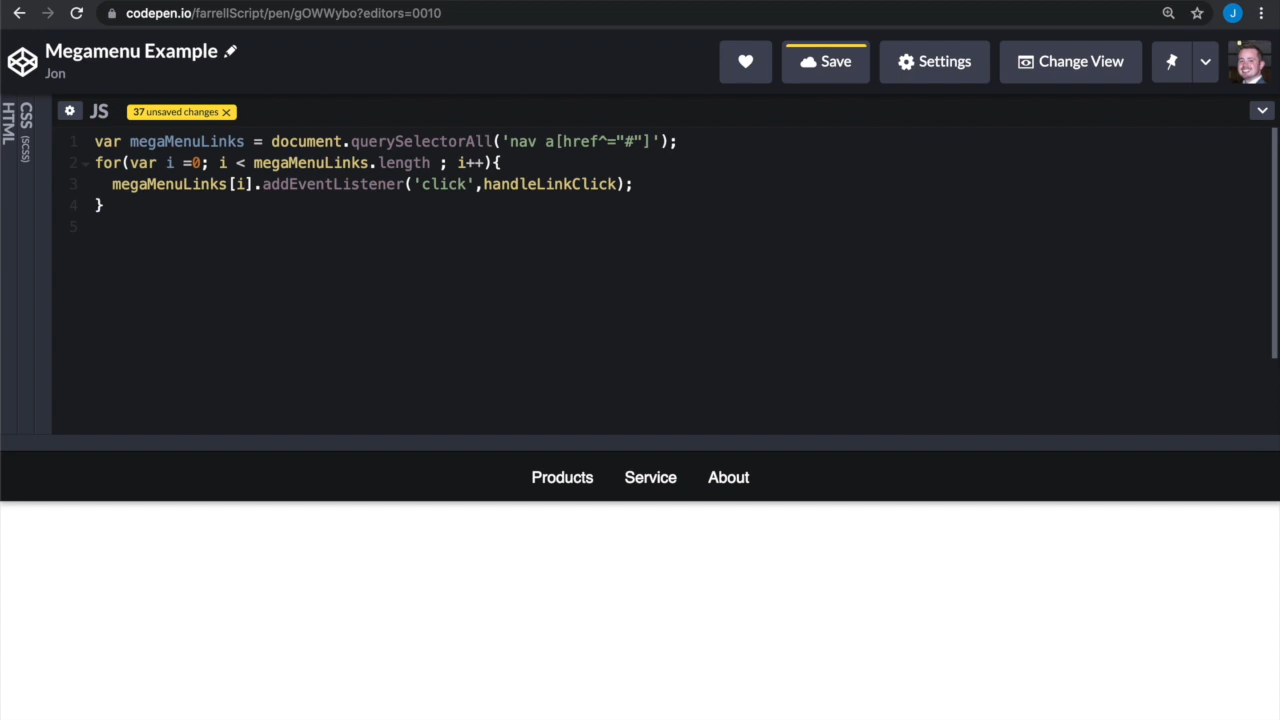 codepen.io/farrellScript/pen/gOWWybo?editors=0010
J
Megamenu Example
Jon
Save
Settings
Change View
HTML
CSS (SCSS)
JS
37 unsaved changes
1 var megaMenuLinks = document.querySelectorAll('nav a[href^="#"]');
2 for(var i =0; i < megaMenuLinks.length ; i++){
3 megaMenuLinks[i].addEventListener('click',handleLinkClick);
4 }
5
Products Service About